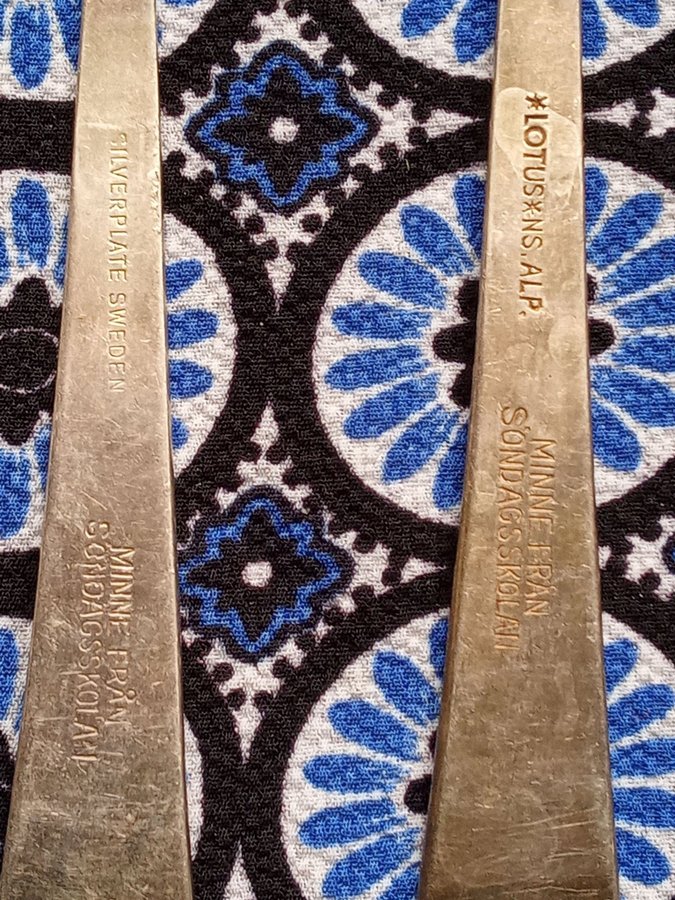 SILVERPLATE SWEDEN
MINNE FRÅN
SÖNDAGSSKOLAN
*LOTUS*NS.ALP.
MINNE FRÅN
SÖNDAGSSKOLAN